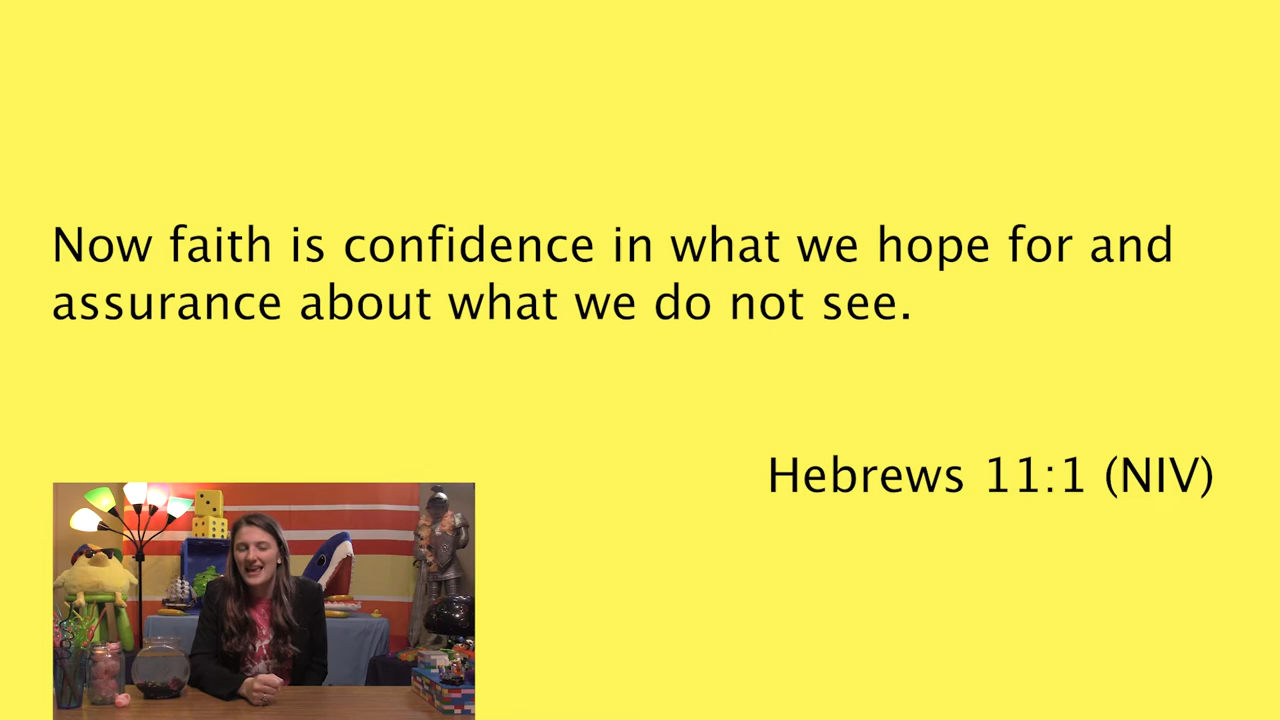 Now faith is confidence in what we hope for and
assurance about what we do not see.
Hebrews 11:1 (NIV)